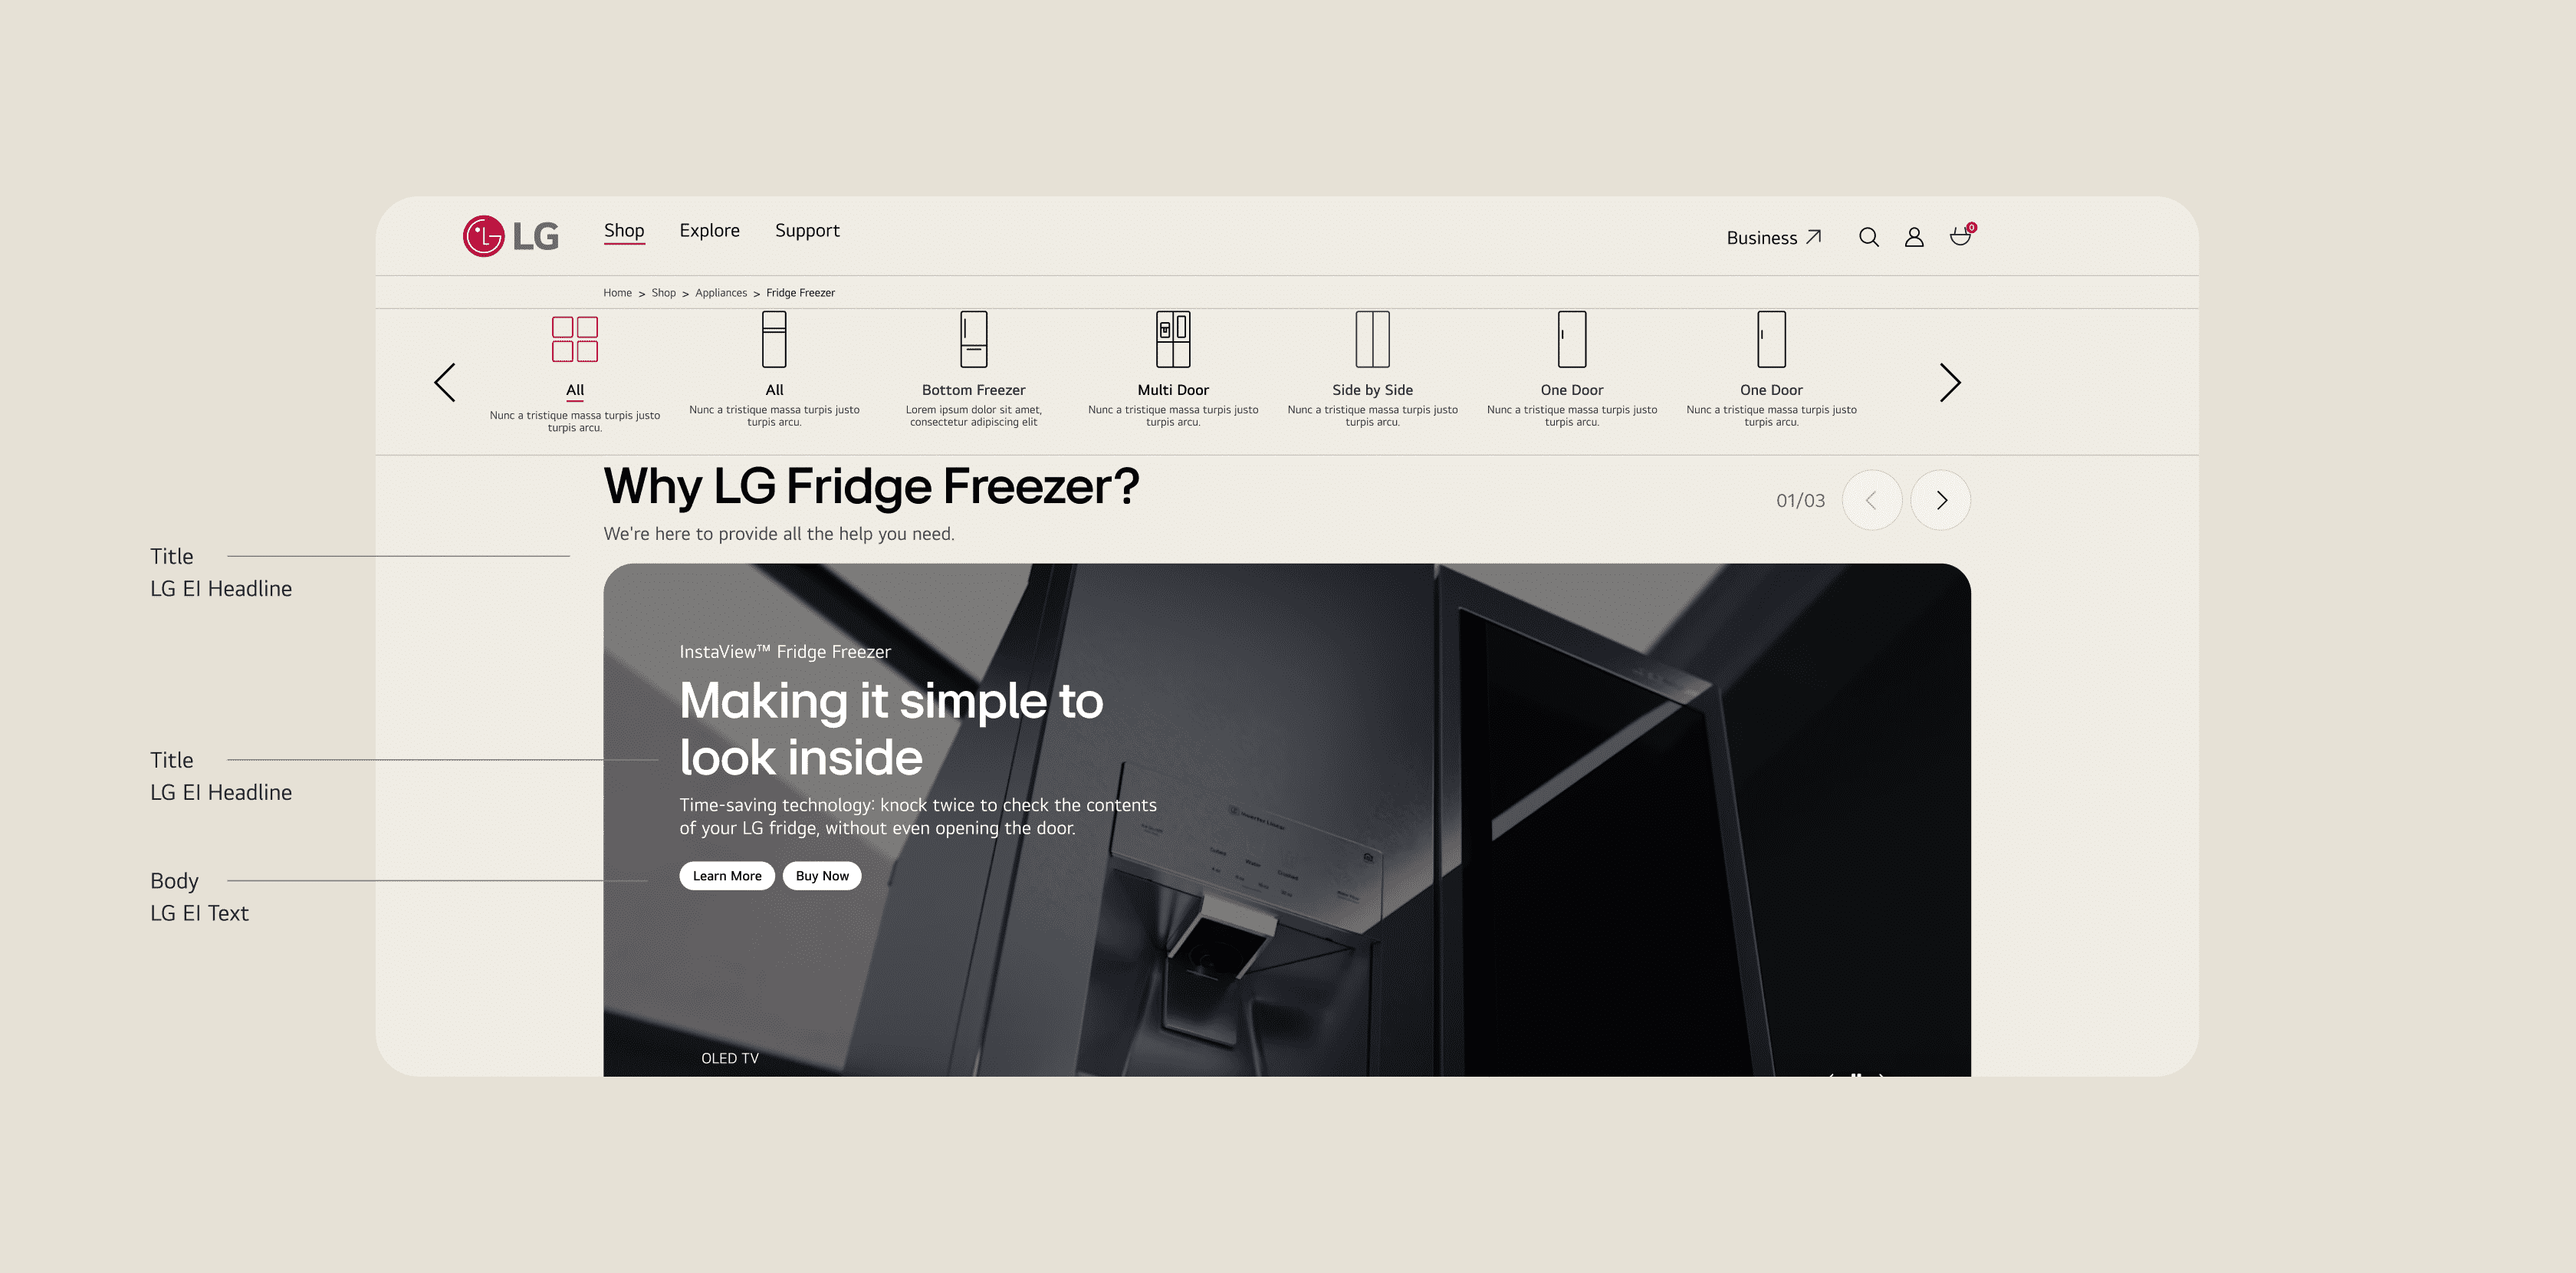 LG
Shop
Explore
Support
Business
0
Home > Shop > Appliances > Fridge Freezer
All
Nunc a tristique massa turpis justo
turpis arcu.
All
Nunc a tristique massa turpis justo
turpis arcu.
Bottom Freezer
Lorem ipsum dolor sit amet,
consectetur adipiscing elit
Multi Door
Nunc a tristique massa turpis justo
turpis arcu.
Side by Side
Nunc a tristique massa turpis justo
turpis arcu.
One Door
Nunc a tristique massa turpis justo
turpis arcu.
One Door
Nunc a tristique massa turpis justo
turpis arcu.
Why LG Fridge Freezer?
We're here to provide all the help you need.
01/03
Title
LG EI Headline
InstaView™ Fridge Freezer
Making it simple to
look inside
Title
LG EI Headline
Time-saving technology: knock twice to check the contents
of your LG fridge, without even opening the door.
Learn More
Buy Now
Body
LG EI Text
Inverter Linear
Cubed
Water
Crushed
OLED TV